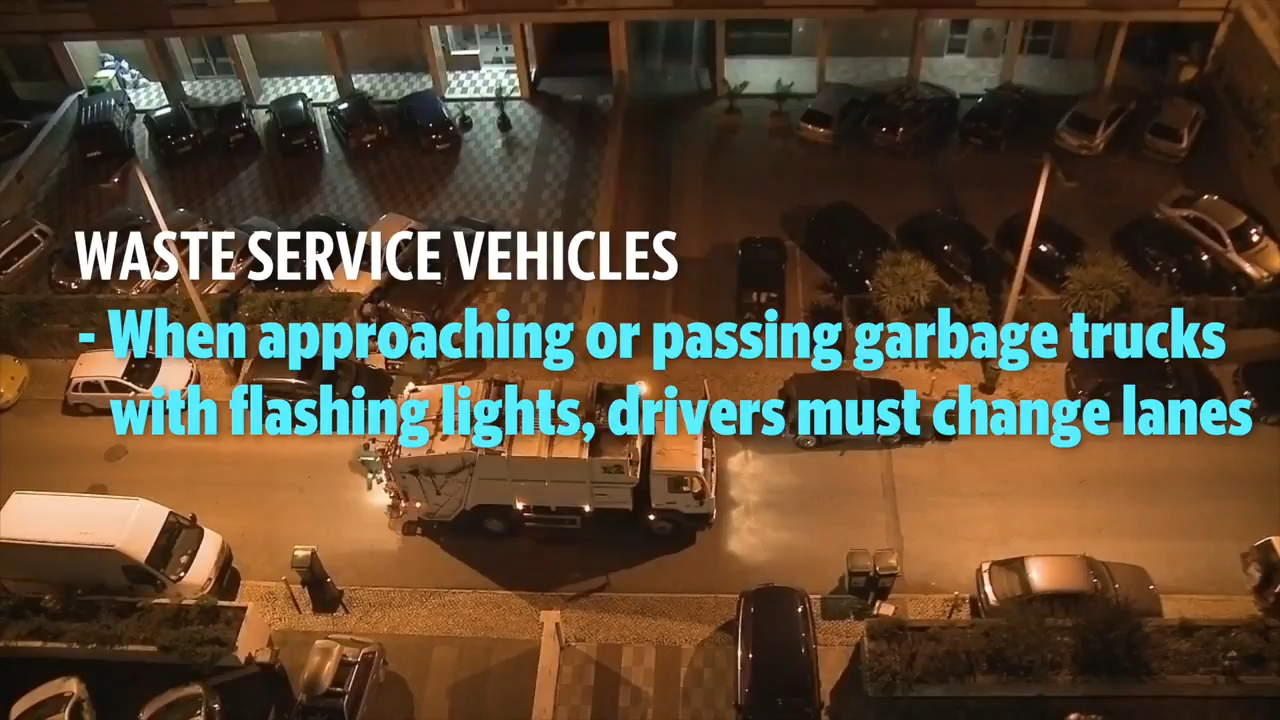 WASTE SERVICE VEHICLES
- When approaching or passing garbage trucks
with flashing lights, drivers must change lanes